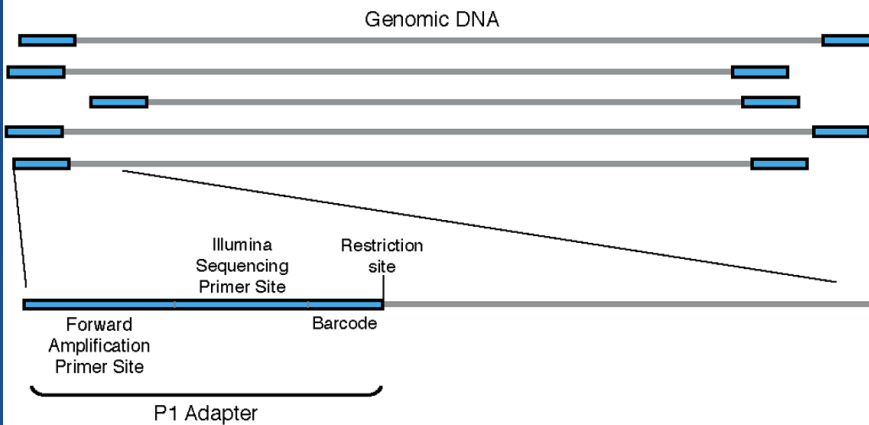 Genomic DNA
Illumina
Sequencing
Primer Site
Restriction
site
Forward
Amplification
Primer Site
Barcode
P1 Adapter